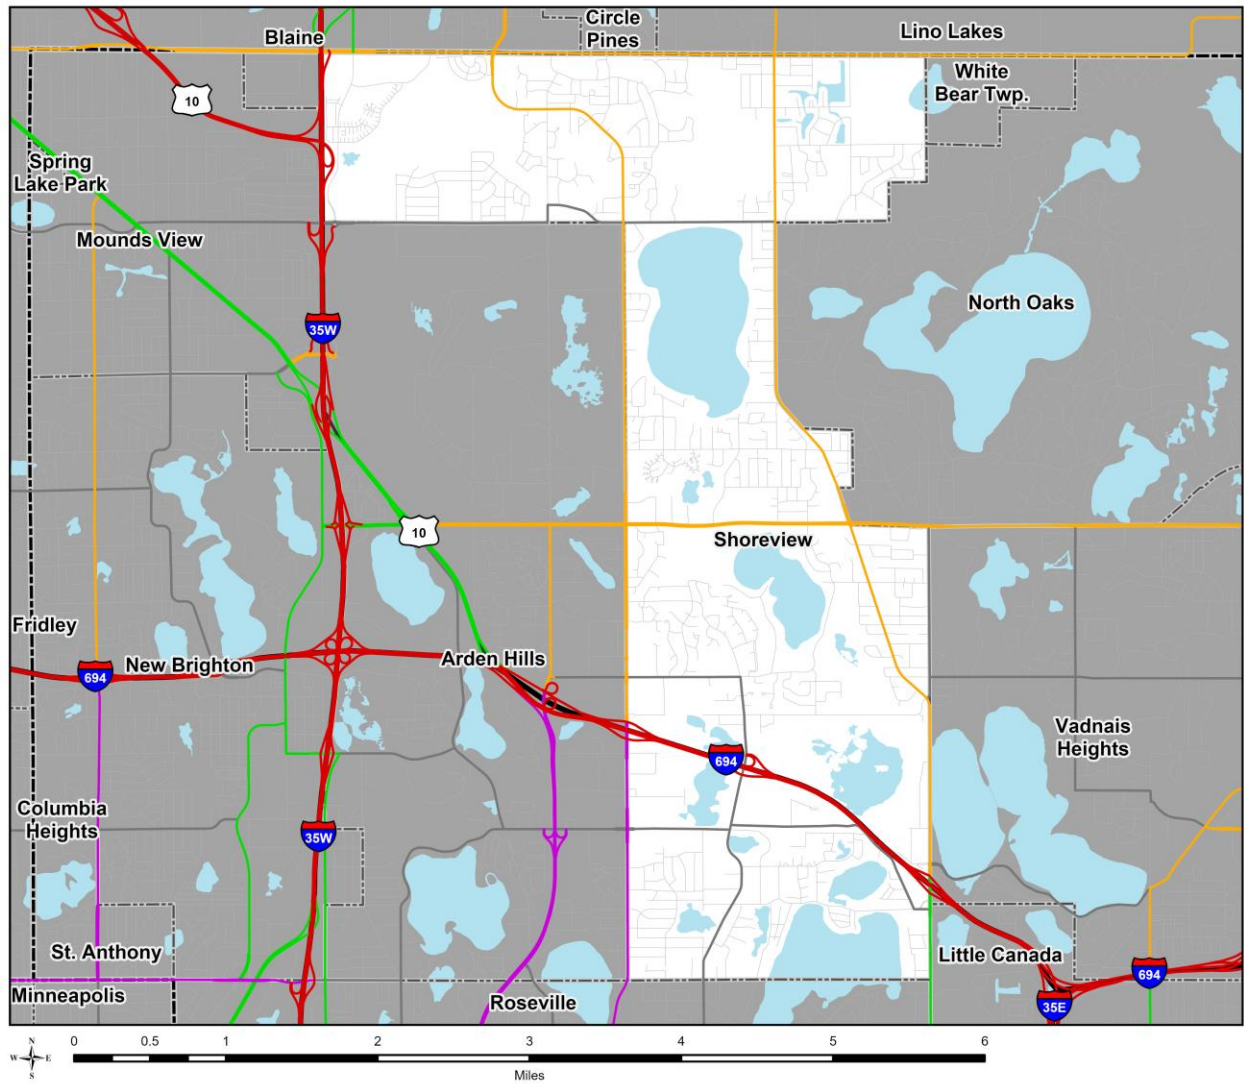 Circle
Pines
Blaine
Lino Lakes
White
Bear Twp.
10
Spring
Lake Park
Mounds View
North Oaks
35W
10
Shoreview
Fridley
New Brighton
Arden Hills
694
Vadnais
Heights
694
Columbia
Heights
35W
St. Anthony
Little Canada
694
Minneapolis
Roseville
35E
N
W E
S
0 0.5 1 2 3 4 5 6
Miles